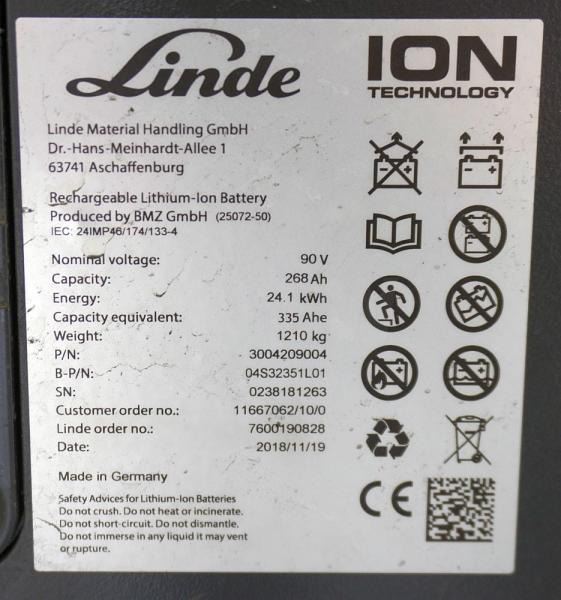 Linde
ION
TECHNOLOGY
Linde Material Handling GmbH
Dr.-Hans-Meinhardt-Allee 1
63741 Aschaffenburg
Rechargeable Lithium-Ion Battery
Produced by BMZ GmbH (25072-50)
IEC: 24IMP46/174/133-4
Nominal voltage: 90 V
Capacity: 268 Ah
Energy: 24.1 kWh
Capacity equivalent: 335 Ahe
Weight: 1210 kg
P/N: 3004209004
B-P/N: 04S32351L01
SN: 0238181263
Customer order no.: 11667062/10/0
Linde order no.: 7600190828
Date: 2018/11/19
Made in Germany
Safety Advices for Lithium-Ion Batteries
Do not crush. Do not heat or incinerate.
Do not short-circuit. Do not dismantle.
Do not immerse in any liquid it may vent
or rupture.
CE